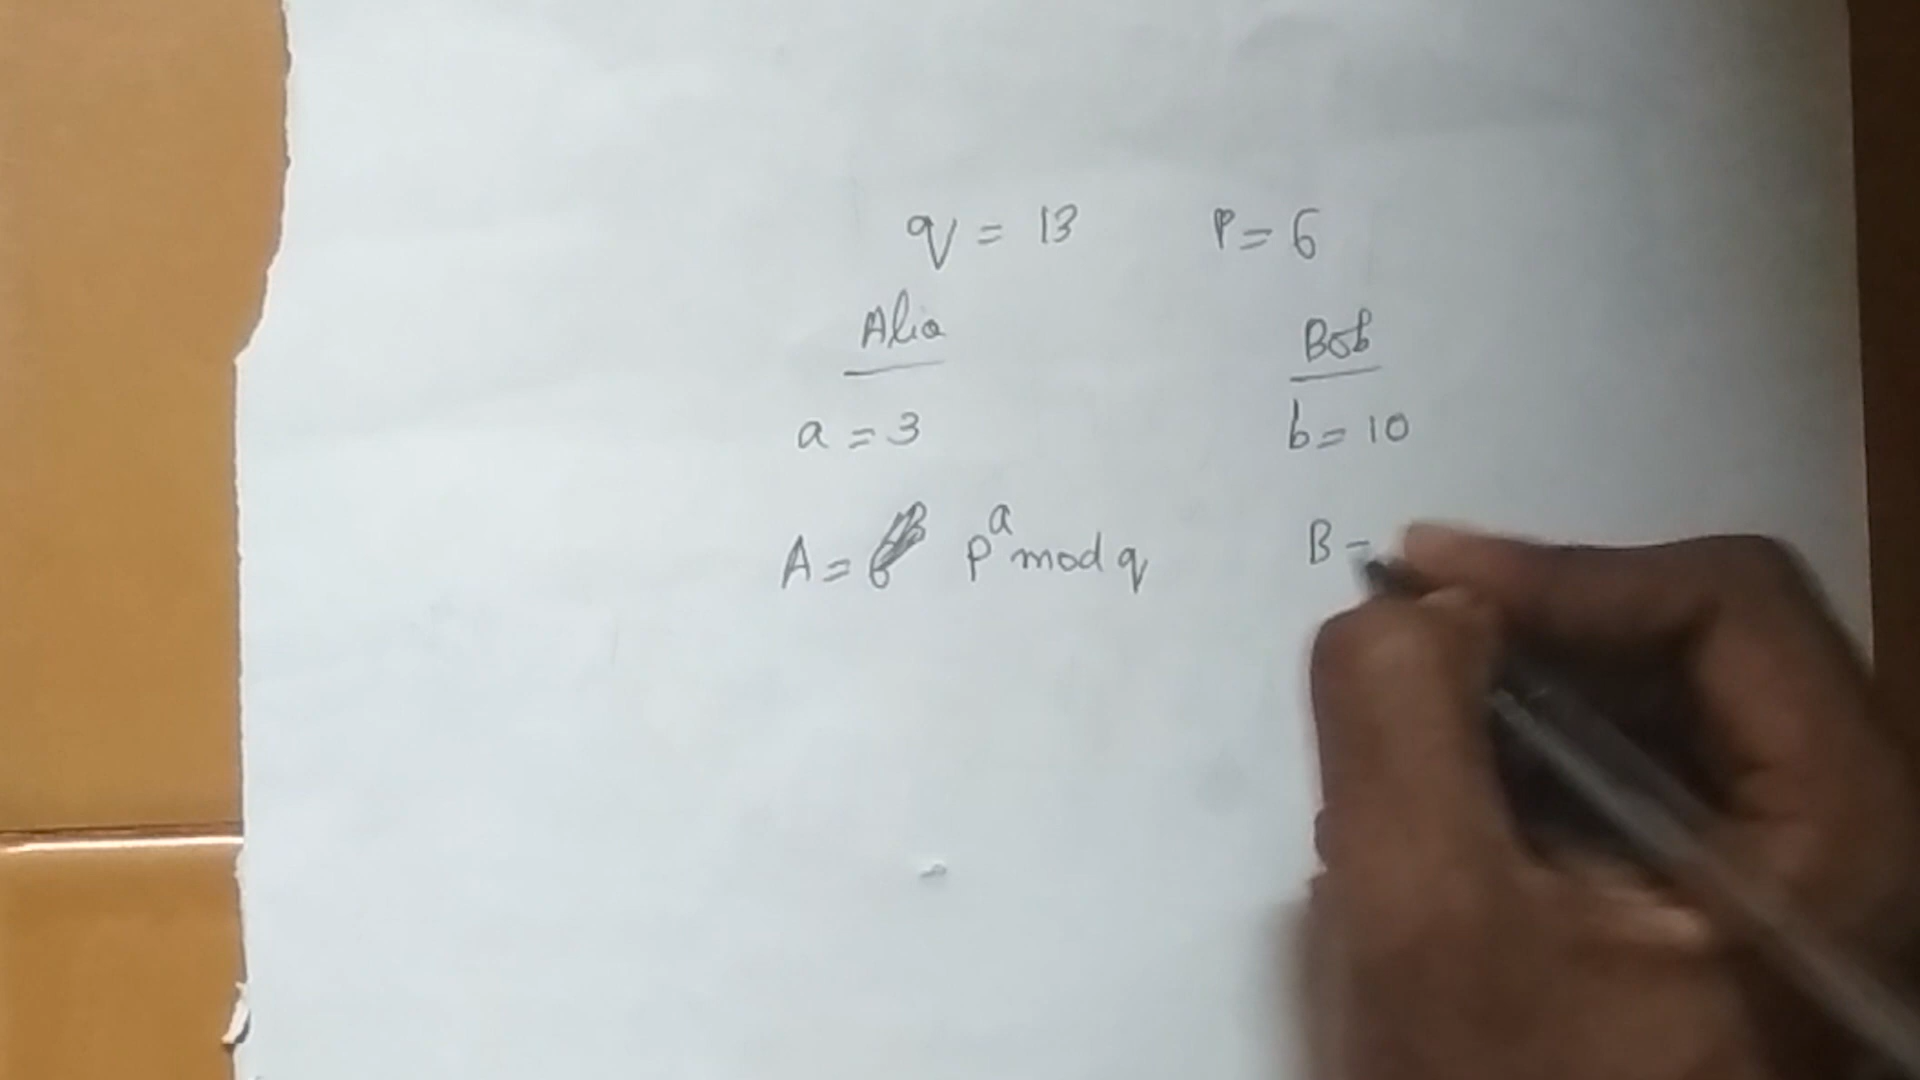 q = 13 P = 6
Alia Bob
a = 3 b = 10
A = P^a mod q B =